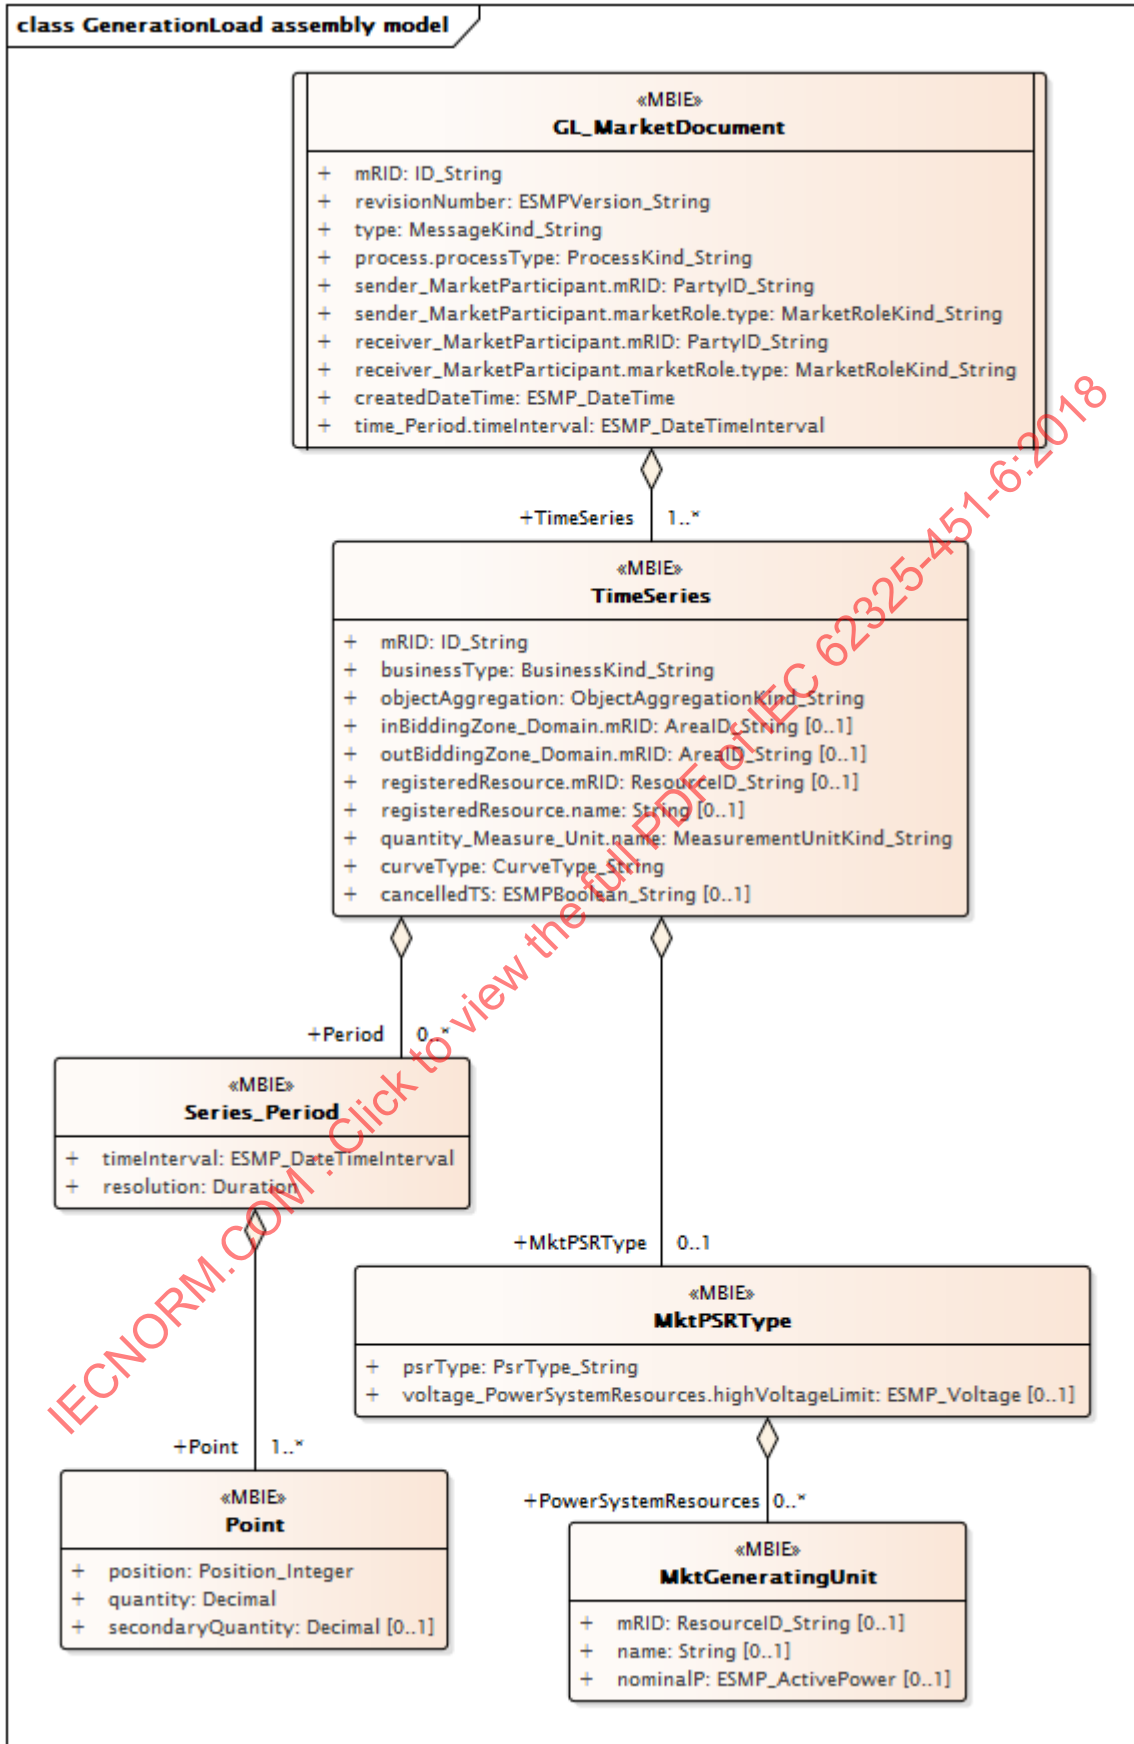 class GenerationLoad assembly model
«MBIE»
GL_MarketDocument
+ mRID: ID_String
+ revisionNumber: ESMPVersion_String
+ type: MessageKind_String
+ process.processType: ProcessKind_String
+ sender_MarketParticipant.mRID: PartyID_String
+ sender_MarketParticipant.marketRole.type: MarketRoleKind_String
+ receiver_MarketParticipant.mRID: PartyID_String
+ receiver_MarketParticipant.marketRole.type: MarketRoleKind_String
+ createdDateTime: ESMP_DateTime
+ time_Period.timeInterval: ESMP_DateTimeInterval
+TimeSeries 1..*
«MBIE»
TimeSeries
+ mRID: ID_String
+ businessType: BusinessKind_String
+ objectAggregation: ObjectAggregationKind_String
+ inBiddingZone_Domain.mRID: AreaID_String [0..1]
+ outBiddingZone_Domain.mRID: AreaID_String [0..1]
+ registeredResource.mRID: ResourceID_String [0..1]
+ registeredResource.name: String [0..1]
+ quantity_Measure_Unit.name: MeasurementUnitKind_String
+ curveType: CurveType_String
+ cancelledTS: ESMPBoolean_String [0..1]
+Period 0..*
«MBIE»
Series_Period
+ timeInterval: ESMP_DateTimeInterval
+ resolution: Duration
+MktPSRType 0..1
«MBIE»
MktPSRType
+ psrType: PsrType_String
+ voltage_PowerSystemResources.highVoltageLimit: ESMP_Voltage [0..1]
+Point 1..*
«MBIE»
Point
+ position: Position_Integer
+ quantity: Decimal
+ secondaryQuantity: Decimal [0..1]
+PowerSystemResources 0..*
«MBIE»
MktGeneratingUnit
+ mRID: ResourceID_String [0..1]
+ name: String [0..1]
+ nominalP: ESMP_ActivePower [0..1]
IECNORM.COM : Click to view the full PDF of IEC 62325-451-6:2018